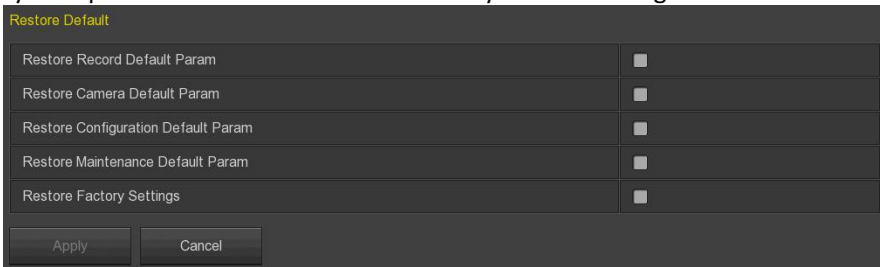 Restore Default
Restore Record Default Param
Restore Camera Default Param
Restore Configuration Default Param
Restore Maintenance Default Param
Restore Factory Settings
Apply Cancel